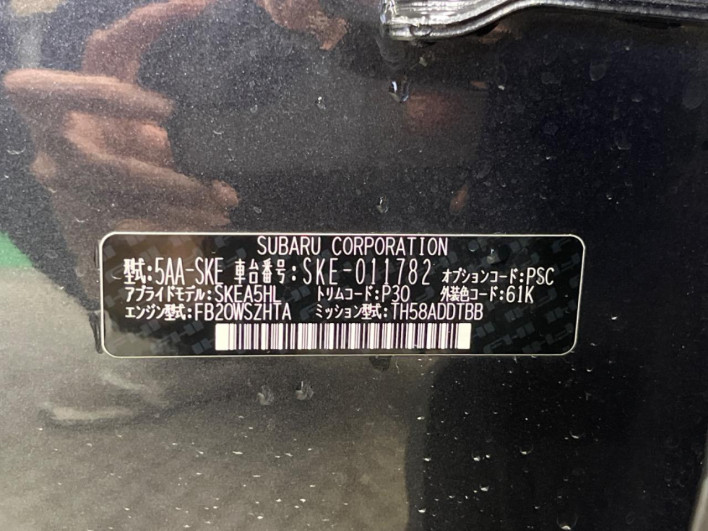 SUBARU CORPORATION
型式:5AA-SKE 車台番号:SKE-011782 オプションコード:PSC
アプライドモデル:SKEA5HL トリムコード:P30 外装色コード:61K
エンジン型式:FB20WSZHTA ミッション型式:TH58ADDTBB